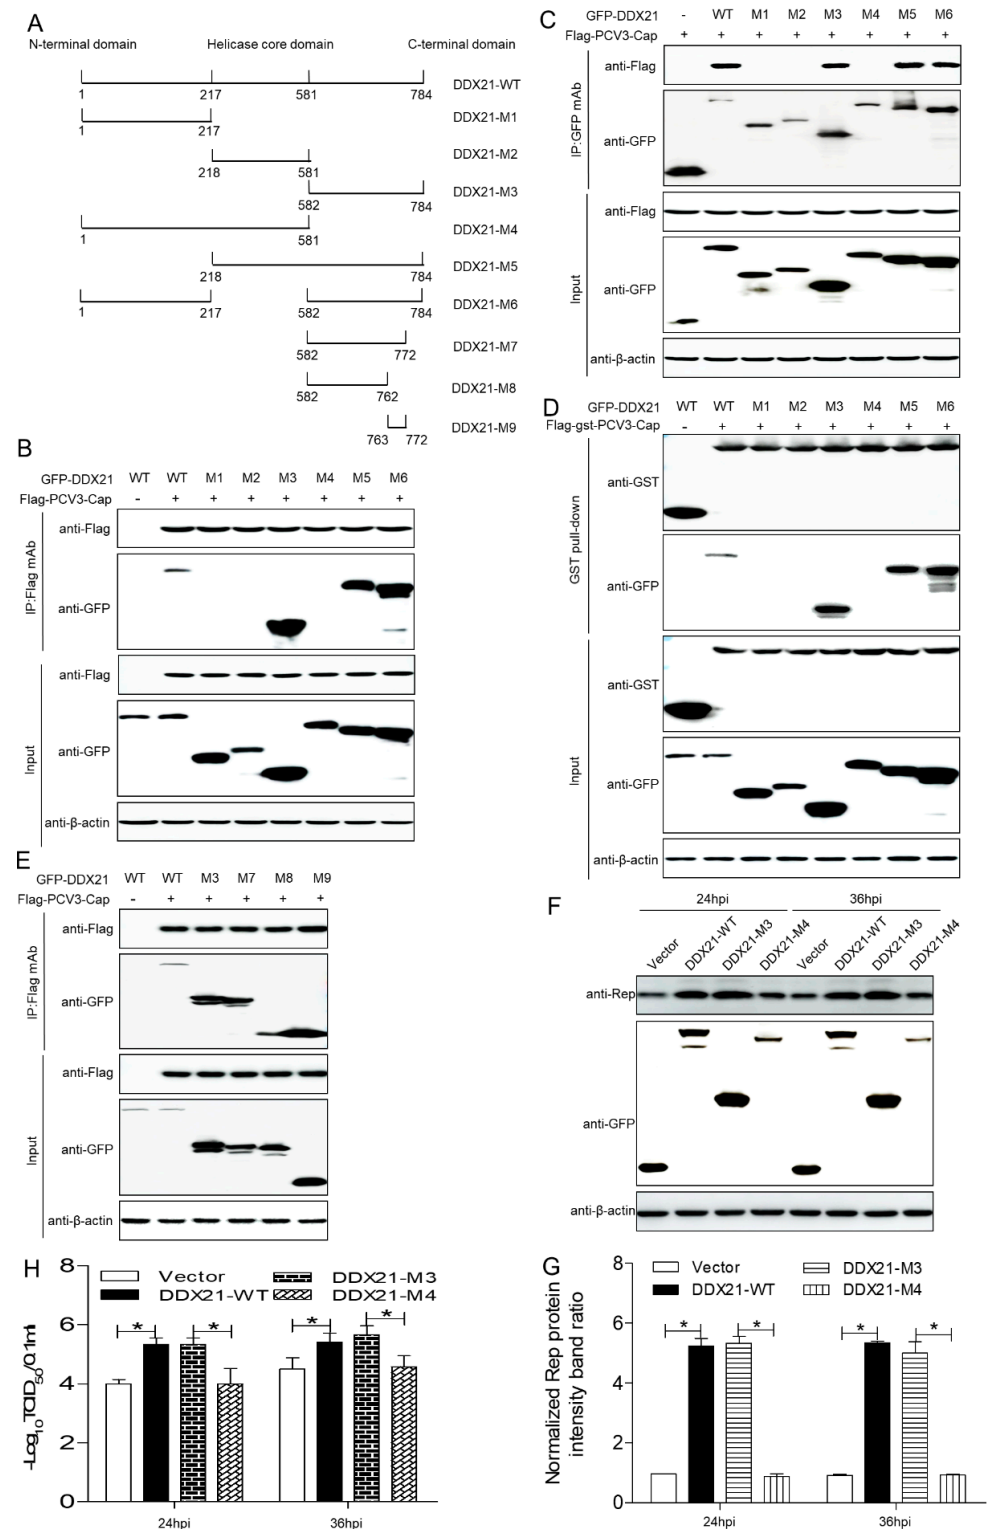 A
N-terminal domain Helicase core domain C-terminal domain
1 217 581 784 DDX21-WT
1 217 DDX21-M1
218 581 DDX21-M2
582 784 DDX21-M3
1 581 DDX21-M4
218 784 DDX21-M5
1 217 582 784 DDX21-M6
582 772 DDX21-M7
582 762 DDX21-M8
763 772 DDX21-M9
B
GFP-DDX21 WT WT M1 M2 M3 M4 M5 M6
Flag-PCV3-Cap - + + + + + + +
IP:Flag mAb
anti-Flag
anti-GFP
Input
anti-Flag
anti-GFP
anti-β-actin
C
GFP-DDX21 - WT M1 M2 M3 M4 M5 M6
Flag-PCV3-Cap + + + + + + + +
IP:GFP mAb
anti-Flag
anti-GFP
Input
anti-Flag
anti-GFP
anti-β-actin
D
GFP-DDX21 WT WT M1 M2 M3 M4 M5 M6
Flag-gst-PCV3-Cap - + + + + + + +
GST pull-down
anti-GST
anti-GFP
Input
anti-GST
anti-GFP
anti-β-actin
E
GFP-DDX21 WT WT M3 M7 M8 M9
Flag-PCV3-Cap - + + + + +
IP:Flag mAb
anti-Flag
anti-GFP
Input
anti-Flag
anti-GFP
anti-β-actin
F
24hpi 36hpi
Vector DDX21-WT DDX21-M3 DDX21-M4 Vector DDX21-WT DDX21-M3 DDX21-M4
anti-Rep
anti-GFP
anti-β-actin
H
-Log10TCID50/0.1ml
8
6
4
2
0
Vector DDX21-M3
DDX21-WT DDX21-M4
* * * *
24hpi 36hpi
G
Normalized Rep protein
intensity band ratio
8
6
4
2
0
Vector DDX21-M3
DDX21-WT DDX21-M4
* * * *
24hpi 36hpi